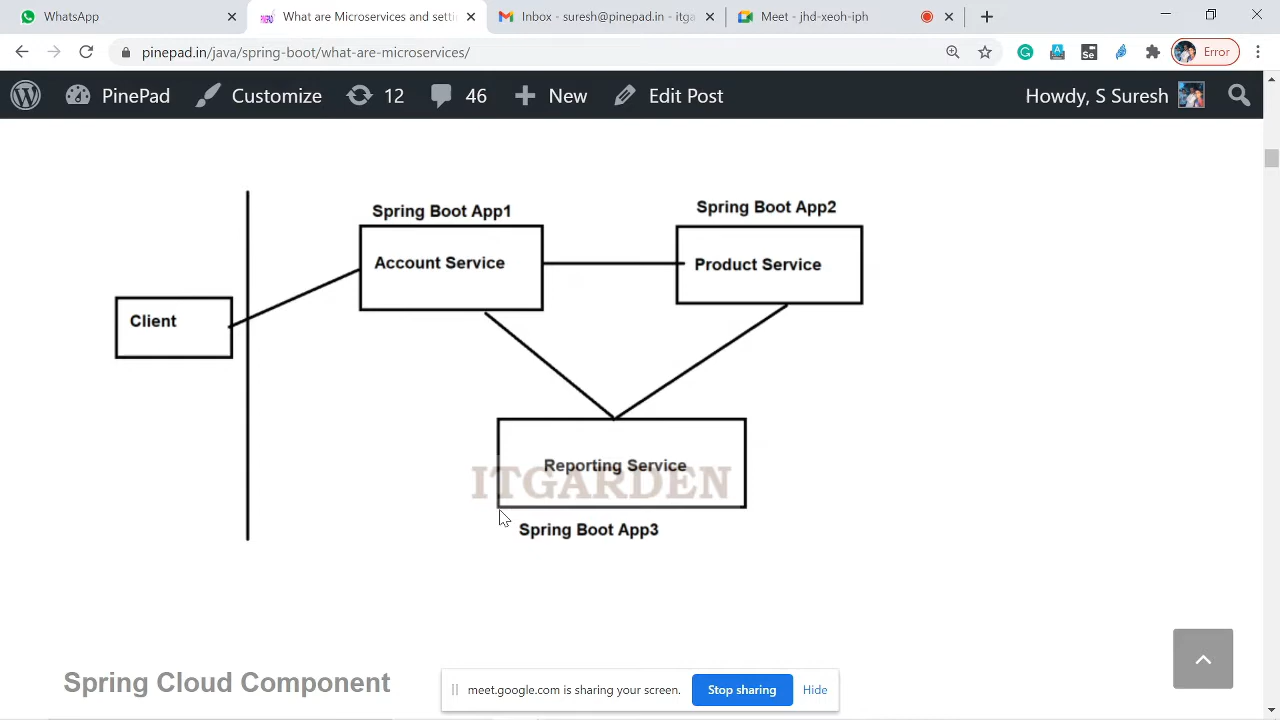 WhatsApp
What are Microservices and setti
Inbox - suresh@pinepad.in - itga
Meet - jhd-xeoh-iph
pinepad.in/java/spring-boot/what-are-microservices/
Se
Error
PinePad
Customize
12
46
New
Edit Post
Howdy, S Suresh
Spring Boot App1
Spring Boot App2
Account Service
Product Service
Client
Reporting Service
ITGARDEN
Spring Boot App3
Spring Cloud Component
meet.google.com is sharing your screen.
Stop sharing
Hide